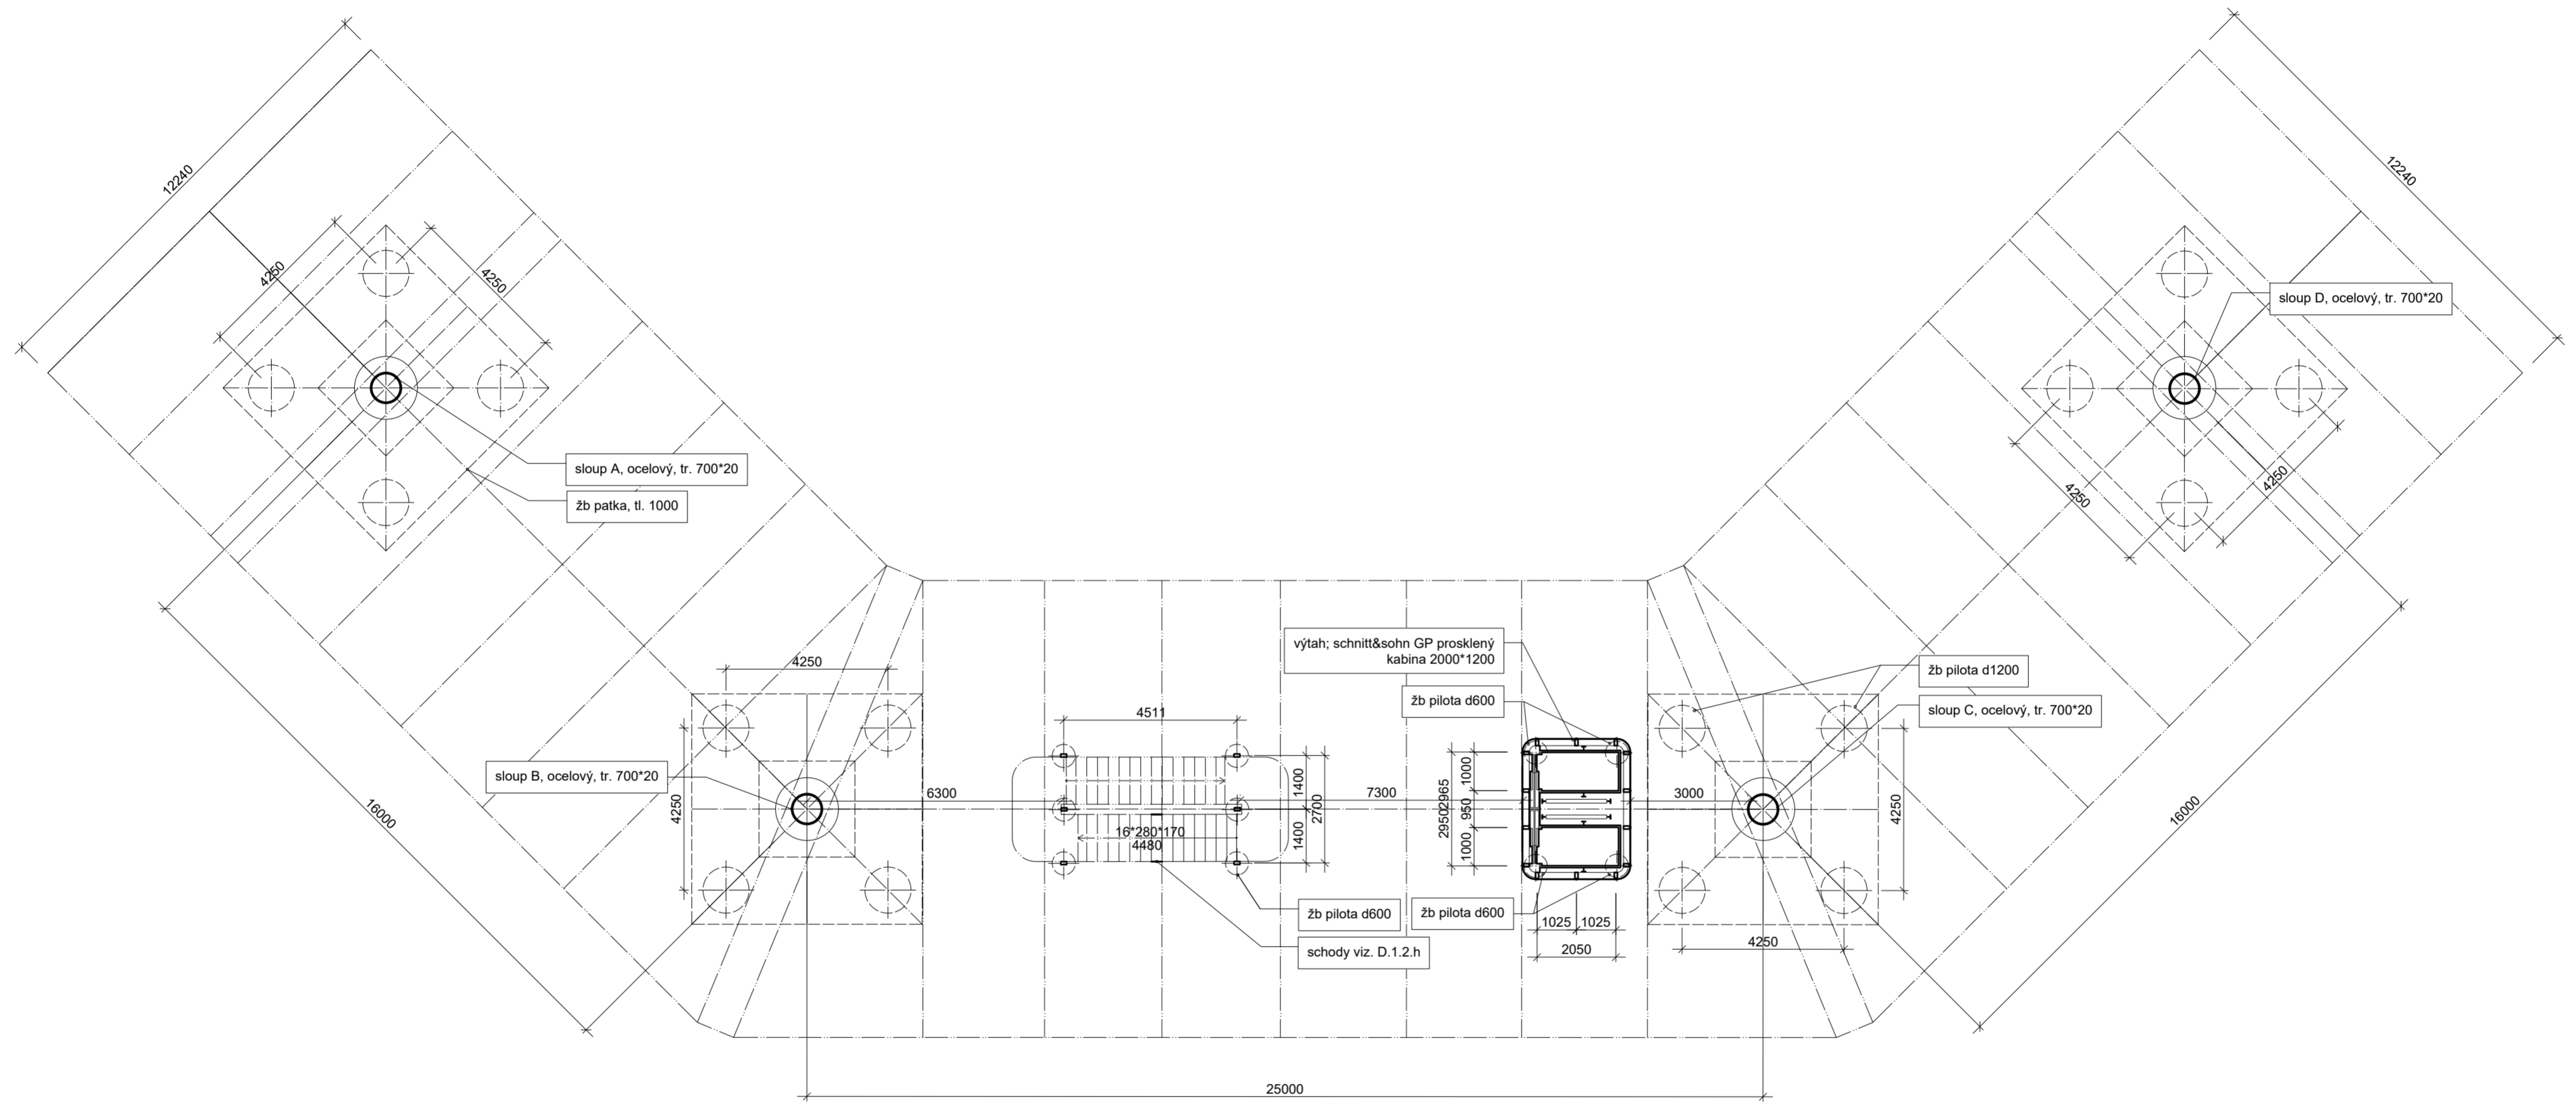 12240
12240
4250
4250
sloup D, ocelový, tr. 700*20
sloup A, ocelový, tr. 700*20
žb patka, tl. 1000
4250
4250
výtah; schnitt&sohn GP prosklený
kabina 2000*1200
4250
žb pilota d1200
žb pilota d600
sloup C, ocelový, tr. 700*20
4511
sloup B, ocelový, tr. 700*20
16000
4250
6300
1400
2700
1400
16*280*170
4480
7300
2950
2965
1000
950
1000
3000
4250
16000
žb pilota d600
žb pilota d600
1025
1025
2050
4250
schody viz. D.1.2.h
25000